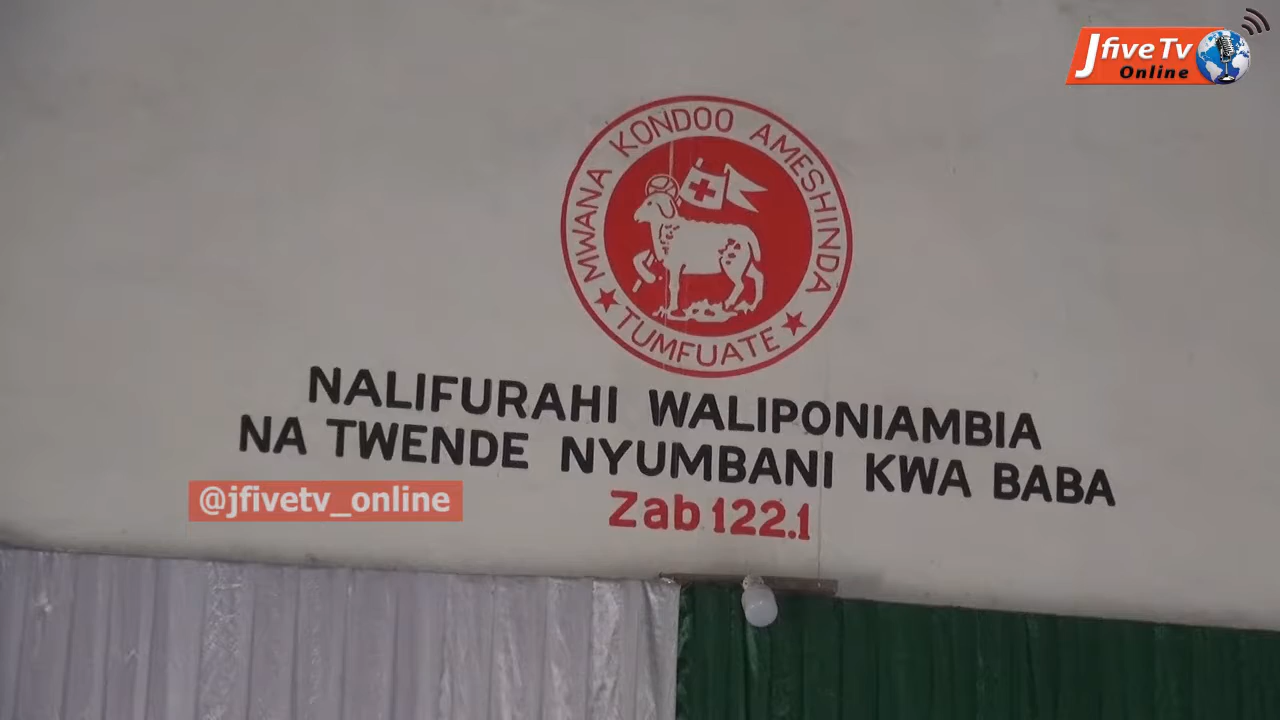 Jfive Tv
Online
MWANA KONDOO AMESHINDA
TUMFUATE
NALIFURAHI WALIPONIAMBIA
NA TWENDE NYUMBANI KWA BABA
@jfivetv_online
Zab 122.1